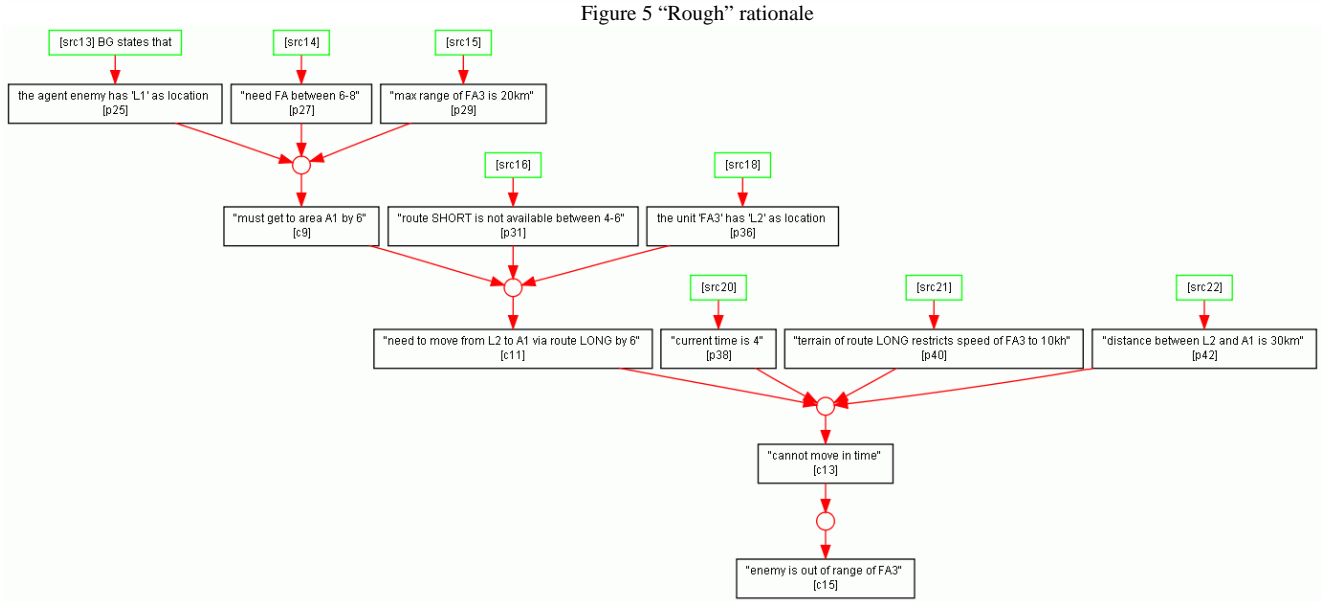 Figure 5 “Rough” rationale
[src13] BG states that
[src14]
[src15]
the agent enemy has 'L1' as location
[p25]
"need FA between 6-8"
[p27]
"max range of FA3 is 20km"
[p29]
[src16]
[src18]
"must get to area A1 by 6"
[c9]
"route SHORT is not available between 4-6"
[p31]
the unit 'FA3' has 'L2' as location
[p36]
[src20]
[src21]
[src22]
"need to move from L2 to A1 via route LONG by 6"
[c11]
"current time is 4"
[p38]
"terrain of route LONG restricts speed of FA3 to 10kh"
[p40]
"distance between L2 and A1 is 30km"
[p42]
"cannot move in time"
[c13]
"enemy is out of range of FA3"
[c15]